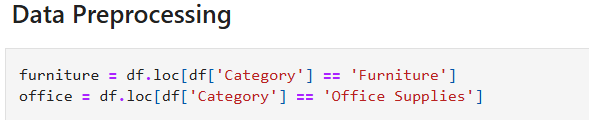 Data Preprocessing
furniture = df.loc[df['Category'] == 'Furniture']
office = df.loc[df['Category'] == 'Office Supplies']